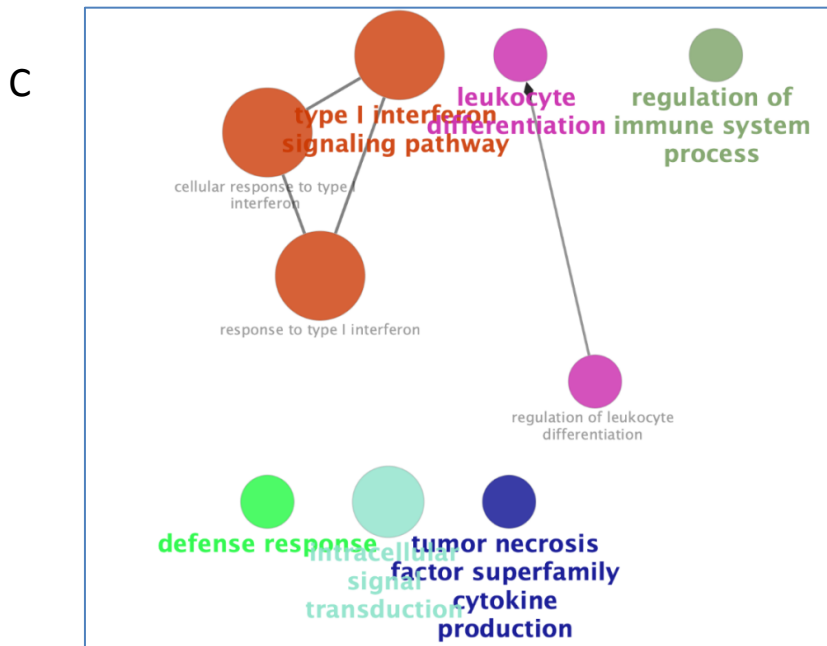 C
type I interferon
signaling pathway
leukocyte
differentiation
regulation of
immune system
process
cellular response to type I
interferon
response to type I interferon
regulation of leukocyte
differentiation
defense response
intracellular
signal
transduction
tumor necrosis
factor superfamily
cytokine
production